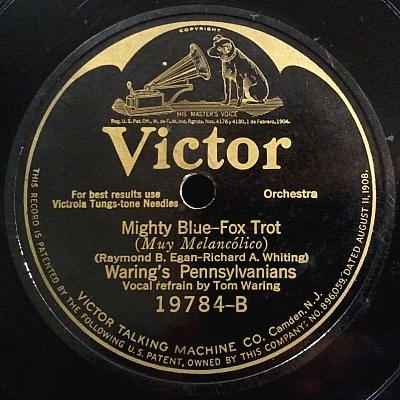 COPYRIGHT
HIS MASTER'S VOICE
Reg. U.S. Pat. Off., M. de F., M. Ind. Rgtrda. Nos. 4176 y 4180, 1 de Febrero, 1904.
Victor
For best results use
Victrola Tungs-tone Needles
Orchestra
Mighty Blue-Fox Trot
(Muy Melancólico)
(Raymond B. Egan-Richard A. Whiting)
Waring's Pennsylvanians
Vocal refrain by Tom Waring
19784-B
VICTOR TALKING MACHINE CO. Camden, N. J.
THIS RECORD IS PATENTED BY THE FOLLOWING U.S. PATENT, OWNED BY THIS COMPANY: NO. 896059, DATED AUGUST 11, 1908.